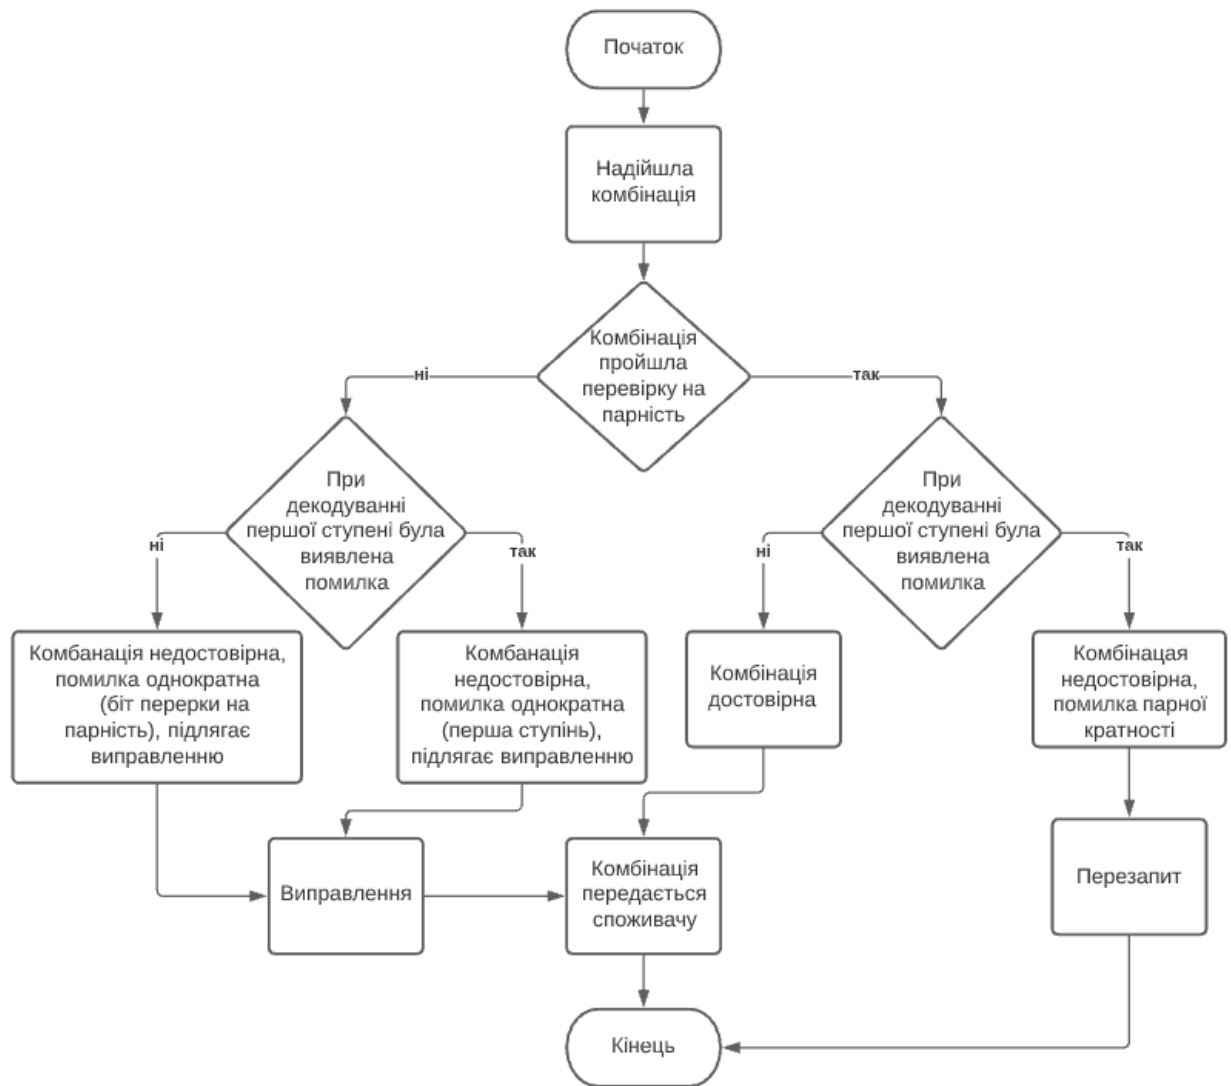 Початок
Надійшла
комбінація
Комбінація
пройшла
перевірку на
парність
ні
так
При
декодуванні
першої ступені була
виявлена
помилка
При
декодуванні
першої ступені була
виявлена
помилка
ні
так
ні
так
Комбанація недостовірна,
помилка однократна
(біт перерки на
парність), підлягає
виправленню
Комбанація
недостовірна,
помилка однократна
(перша ступінь),
підлягає виправленню
Комбінація
достовірна
Комбінацая
недостовірна,
помилка парної
кратності
Виправлення
Комбінація
передається
споживачу
Перезапит
Кінець